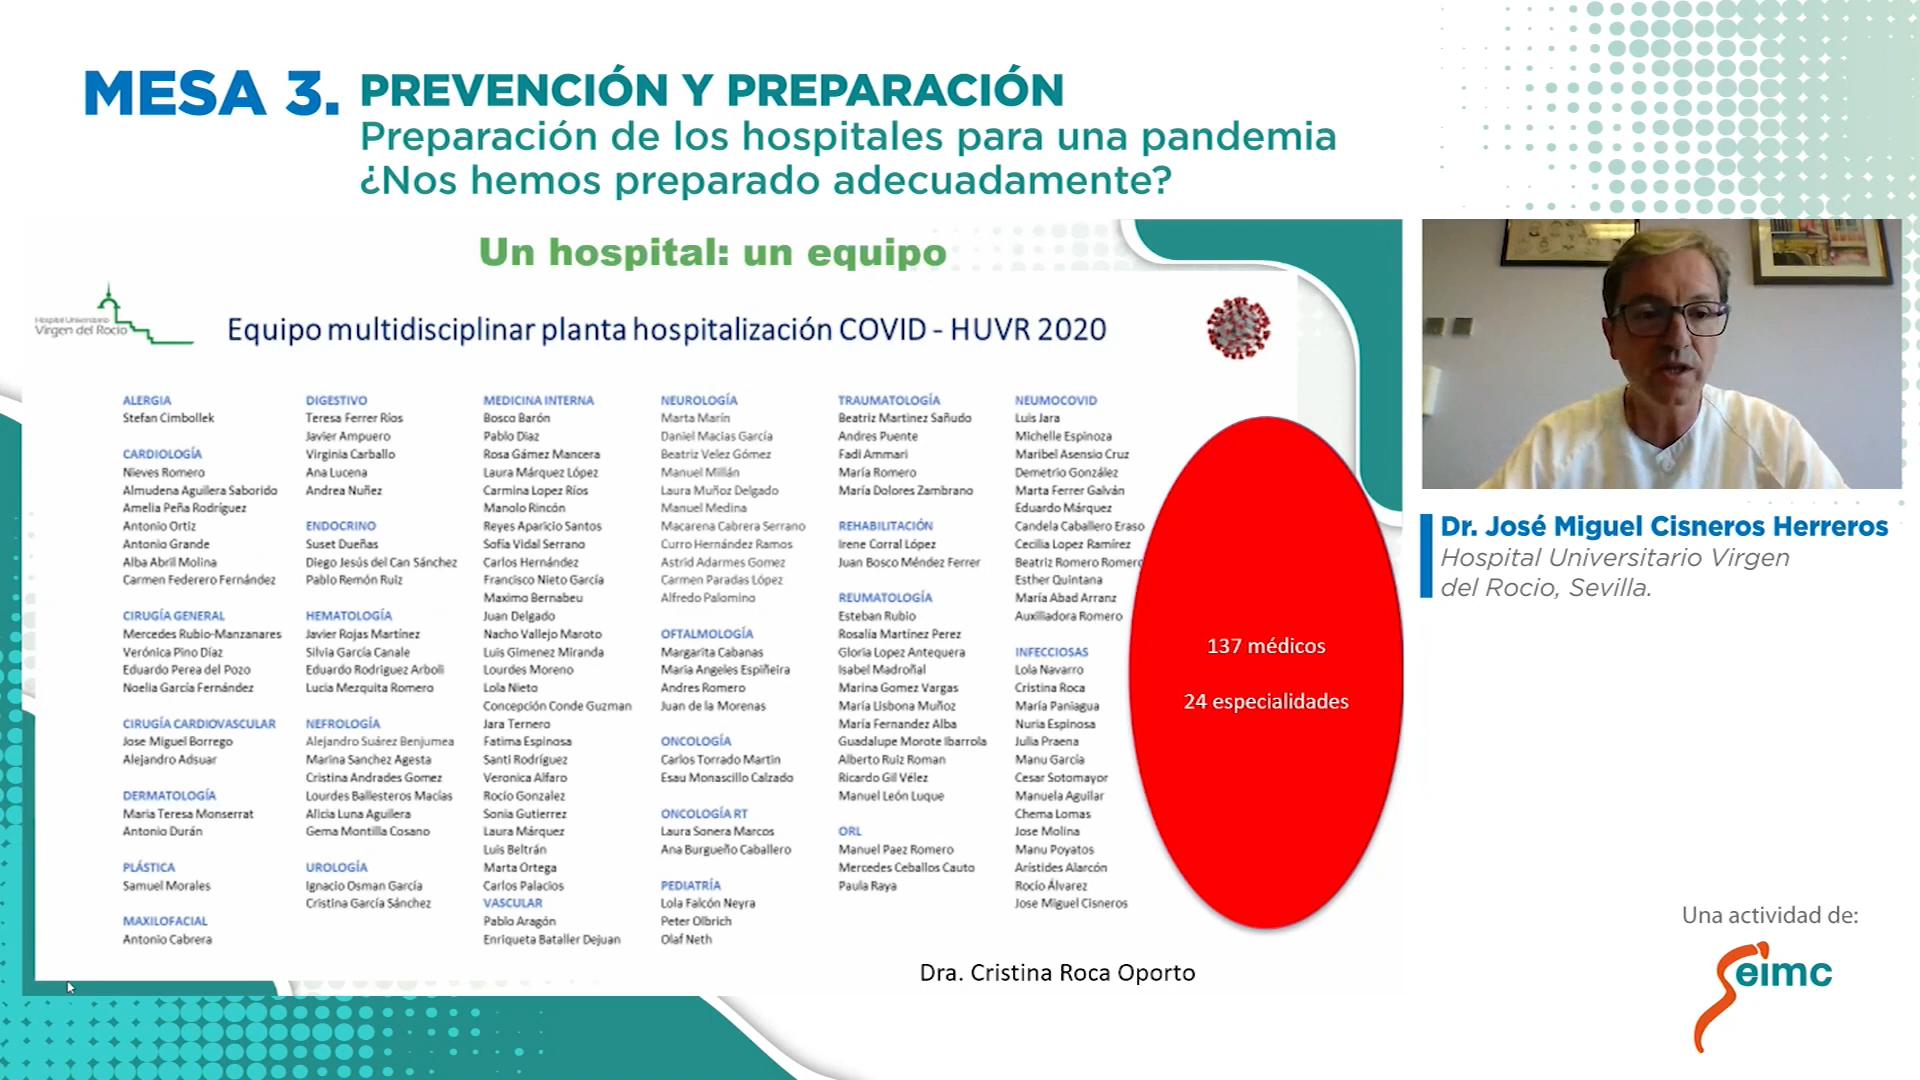 MESA 3. PREVENCIÓN Y PREPARACIÓN
Preparación de los hospitales para una pandemia
¿Nos hemos preparado adecuadamente?
Un hospital: un equipo
Hospital Universitario
Virgen del Rocío
Equipo multidisciplinar planta hospitalización COVID - HUVR 2020
ALERGIA
Stefan Cimbollek
CARDIOLOGÍA
Nieves Romero
Almudena Aguilera Saborido
Amelia Peña Rodríguez
Antonio Ortiz
Antonio Grande
Alba Abril Molina
Carmen Federero Fernández
CIRUGÍA GENERAL
Mercedes Rubio-Manzanares
Verónica Pino Díaz
Eduardo Perea del Pozo
Noelia García Fernández
CIRUGÍA CARDIOVASCULAR
Jose Miguel Borrego
Alejandro Adsuar
DERMATOLOGÍA
Maria Teresa Monserrat
Antonio Durán
PLÁSTICA
Samuel Morales
MAXILOFACIAL
Antonio Cabrera
DIGESTIVO
Teresa Ferrer Ríos
Javier Ampuero
Virginia Carballo
Ana Lucena
Andrea Nuñez
ENDOCRINO
Suset Dueñas
Diego Jesús del Can Sánchez
Pablo Remón Ruiz
HEMATOLOGÍA
Javier Rojas Martínez
Silvia García Canale
Eduardo Rodriguez Arboli
Lucia Mezquita Romero
NEFROLOGÍA
Alejandro Suárez Benjumea
Marina Sanchez Agesta
Cristina Andrades Gomez
Lourdes Ballesteros Macías
Alicia Luna Aguilera
Gema Montilla Cosano
UROLOGÍA
Ignacio Osman García
Cristina García Sánchez
MEDICINA INTERNA
Bosco Barón
Pablo Diaz
Rosa Gámez Mancera
Laura Márquez López
Carmina Lopez Ríos
Manolo Rincón
Reyes Aparicio Santos
Sofía Vidal Serrano
Carlos Hernández
Francisco Nieto García
Maximo Bernabeu
Juan Delgado
Nacho Vallejo Maroto
Luis Gimenez Miranda
Lourdes Moreno
Lola Nieto
Concepción Conde Guzman
Jara Ternero
Fatima Espinosa
Santi Rodríguez
Veronica Alfaro
Rocío Gonzalez
Sonia Gutierrez
Laura Márquez
Luis Beltrán
Marta Ortega
Carlos Palacios
VASCULAR
Pablo Aragón
Enriqueta Bataller Dejuan
NEUROLOGÍA
Marta Marín
Daniel Macias García
Beatriz Velez Gómez
Manuel Millán
Laura Muñoz Delgado
Manuel Medina
Macarena Cabrera Serrano
Curro Hernández Ramos
Astrid Adarmes Gomez
Carmen Paradas López
Alfredo Palomino
OFTALMOLOGÍA
Margarita Cabanas
Maria Angeles Espiñeira
Andres Romero
Juan de la Morenas
ONCOLOGÍA
Carlos Torrado Martin
Esau Monascillo Calzado
ONCOLOGÍA RT
Laura Sonera Marcos
Ana Burgueño Caballero
PEDIATRÍA
Lola Falcón Neyra
Peter Olbrich
Olaf Neth
TRAUMATOLOGÍA
Beatriz Martinez Sañudo
Andres Puente
Fadi Ammari
María Romero
María Dolores Zambrano
REHABILITACIÓN
Irene Corral López
Juan Bosco Méndez Ferrer
REUMATOLOGÍA
Esteban Rubio
Rosalía Martínez Perez
Gloria Lopez Antequera
Isabel Madroñal
Marina Gomez Vargas
María Lisbona Muñoz
María Fernandez Alba
Guadalupe Morote Ibarrola
Alberto Ruiz Roman
Ricardo Gil Vélez
Manuel León Luque
ORL
Manuel Paez Romero
Mercedes Ceballos Cauto
Paula Raya
NEUMOCOVID
Luis Jara
Michelle Espinoza
Maribel Asensio Cruz
Demetrio González
Marta Ferrer Galván
Eduardo Márquez
Candela Caballero Eraso
Cecilia Lopez Ramírez
Beatriz Romero Romero
Esther Quintana
María Abad Arranz
Auxiliadora Romero
INFECCIOSAS
Lola Navarro
Cristina Roca
María Paniagua
Nuria Espinosa
Julia Praena
Manu García
Cesar Sotomayor
Manuela Aguilar
Chema Lomas
Jose Molina
Manu Poyatos
Arístides Alarcón
Rocío Álvarez
Jose Miguel Cisneros
137 médicos
24 especialidades
Dra. Cristina Roca Oporto
Dr. José Miguel Cisneros Herreros
Hospital Universitario Virgen
del Rocio, Sevilla.
Una actividad de:
Seimc